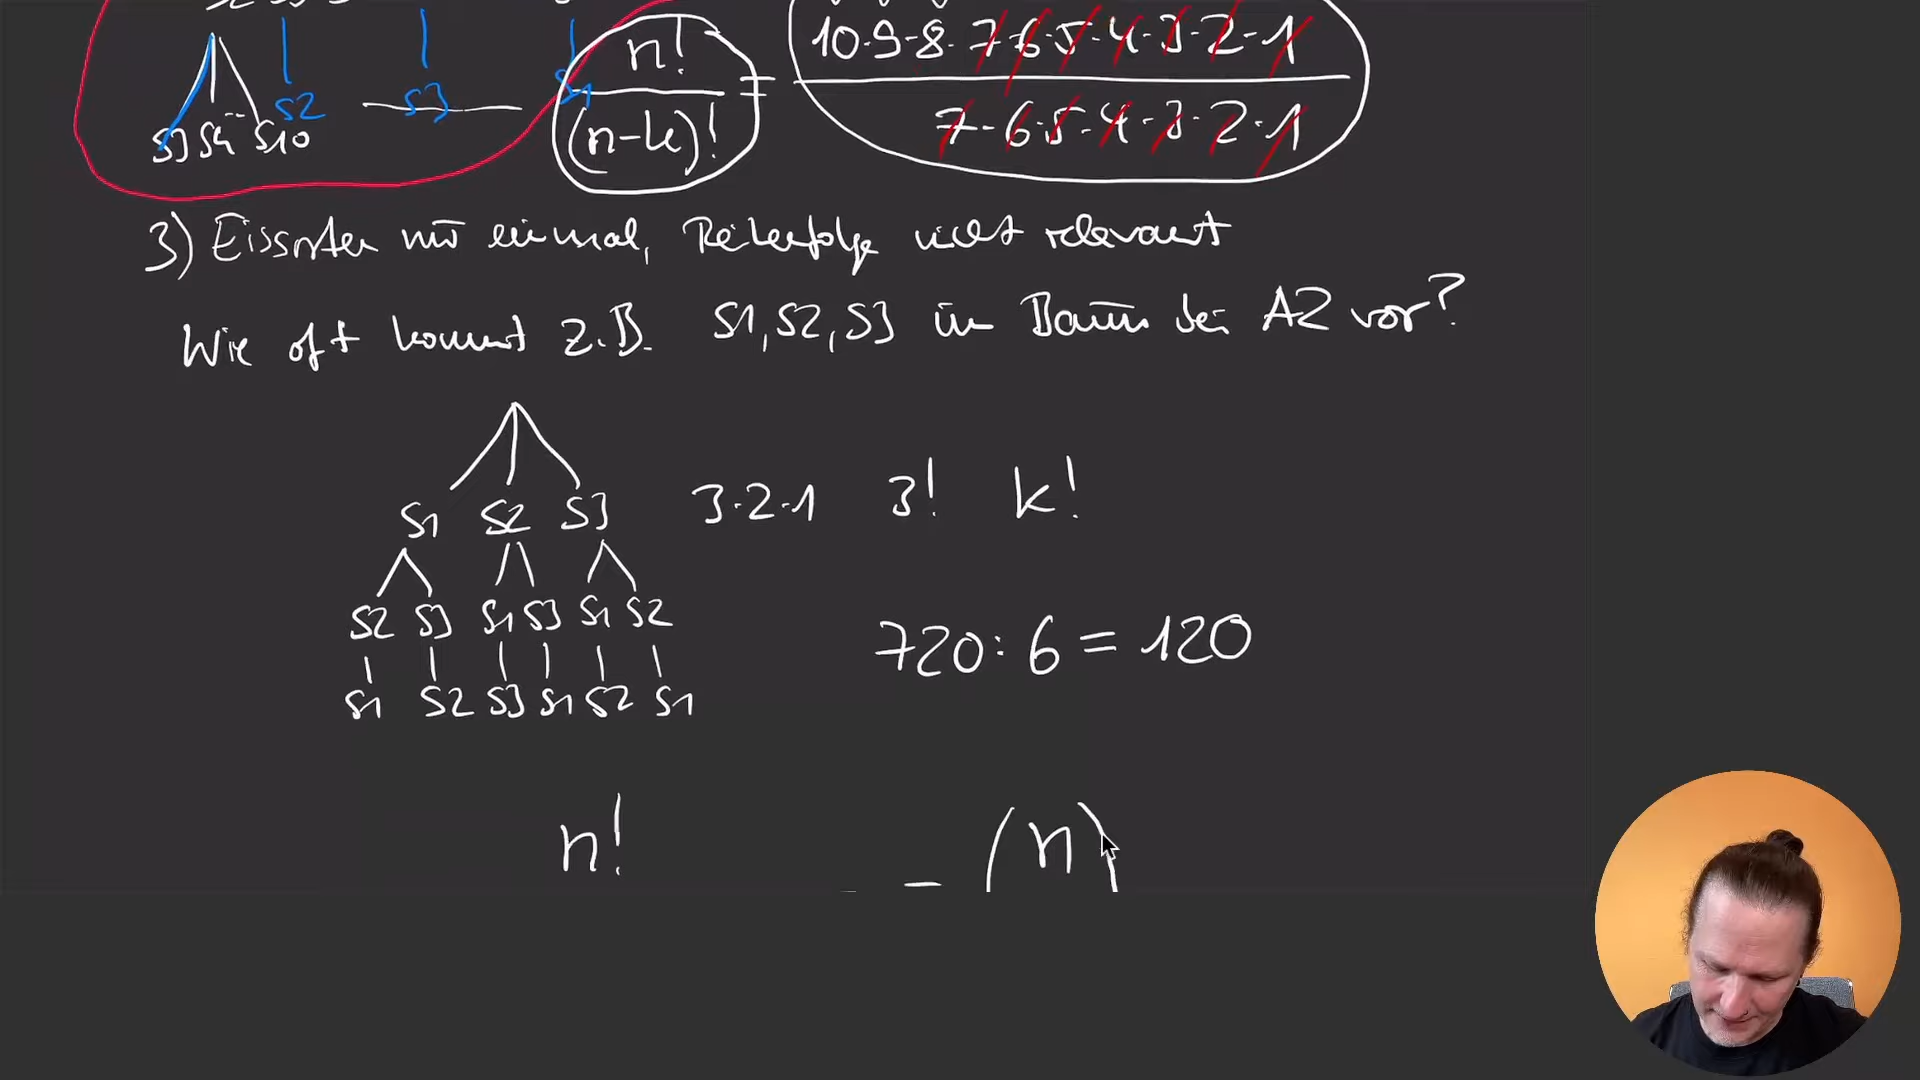 S2
S3
S1
S3 S4 ... S10
n!
(n-k)!
=
10·9·8·7·6·5·4·3·2·1
7·6·5·4·3·2·1
3) Eissorten nur einmal, Reihenfolge nicht relevant
Wie oft kommt z.B. S1, S2, S3 im Baum bei A2 vor?
S1 S2 S3 3·2·1 3! k!
S2 S3 S1 S3 S1 S2
720 : 6 = 120
S1 S2 S3 S1 S2 S1
n!
(n)